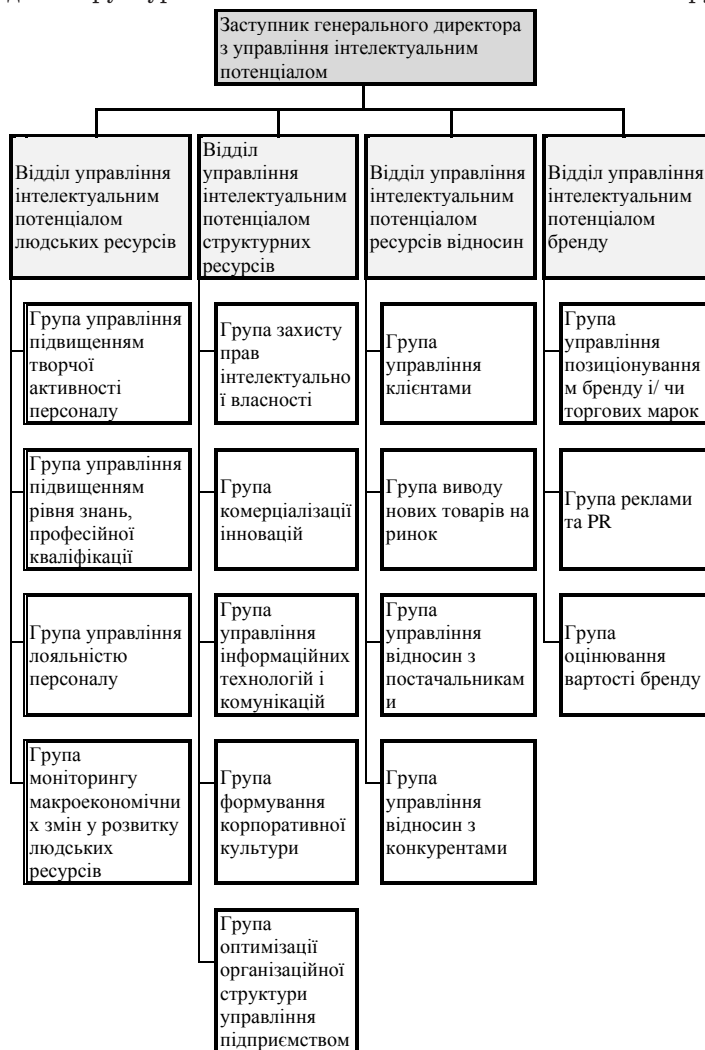 Заступник генерального директора
з управління інтелектуальним
потенціалом
Відділ управління
інтелектуальним
потенціалом
людських ресурсів
Відділ
управління
інтелектуальним
потенціалом
структурних
ресурсів
Відділ управління
інтелектуальним
потенціалом
ресурсів відносин
Відділ управління
інтелектуальним
потенціалом
бренду
Група управління
підвищенням
творчої
активності
персоналу
Група захисту
прав
інтелектуально
ї власності
Група
управління
клієнтами
Група
управління
позиціонування
м бренду і/ чи
торгових марок
Група управління
підвищенням
рівня знань,
професійної
кваліфікації
Група
комерціалізації
інновацій
Група виводу
нових товарів на
ринок
Група реклами
та PR
Група управління
лояльністю
персоналу
Група
управління
інформаційних
технологій і
комунікацій
Група
управління
відносин з
постачальникам
и
Група
оцінювання
вартості бренду
Група
моніторингу
макроекономічни
х змін у розвитку
людських
ресурсів
Група
формування
корпоративної
культури
Група
управління
відносин з
конкурентами
Група
оптимізації
організаційної
структури
управління
підприємством